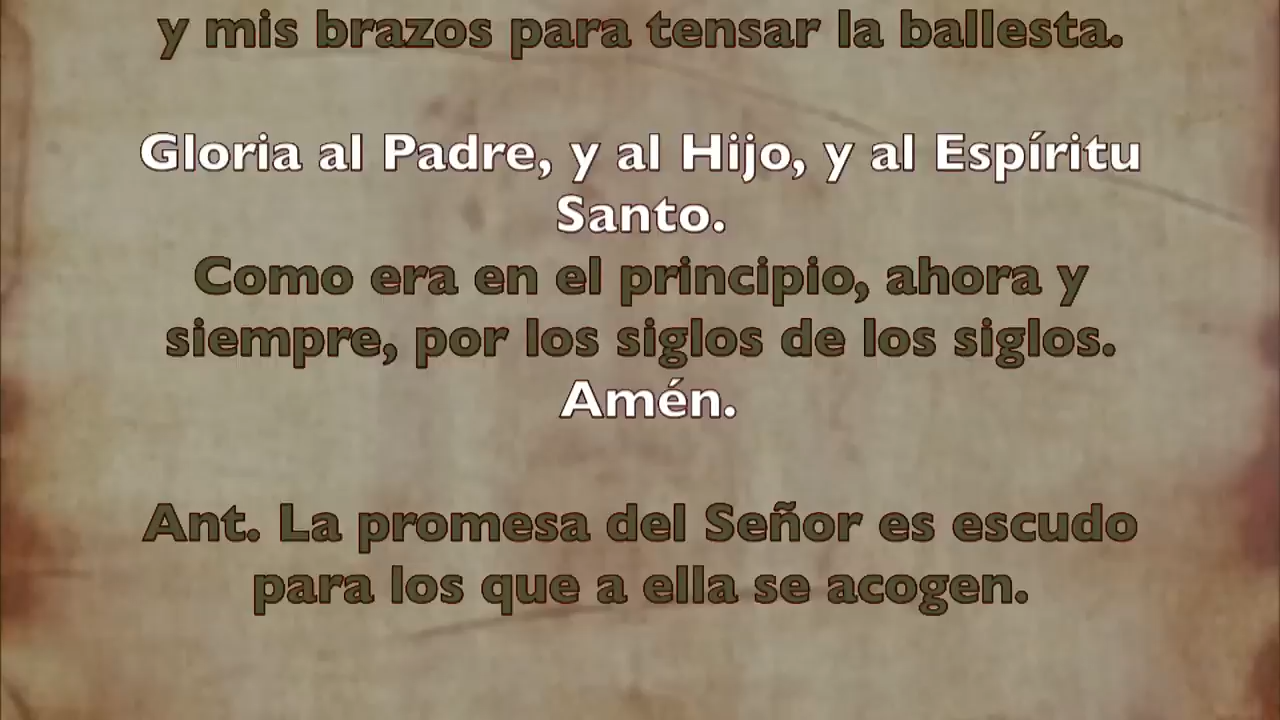 y mis brazos para tensar la ballesta.
Gloria al Padre, y al Hijo, y al Espíritu
Santo.
Como era en el principio, ahora y
siempre, por los siglos de los siglos.
Amén.
Ant. La promesa del Señor es escudo
para los que a ella se acogen.